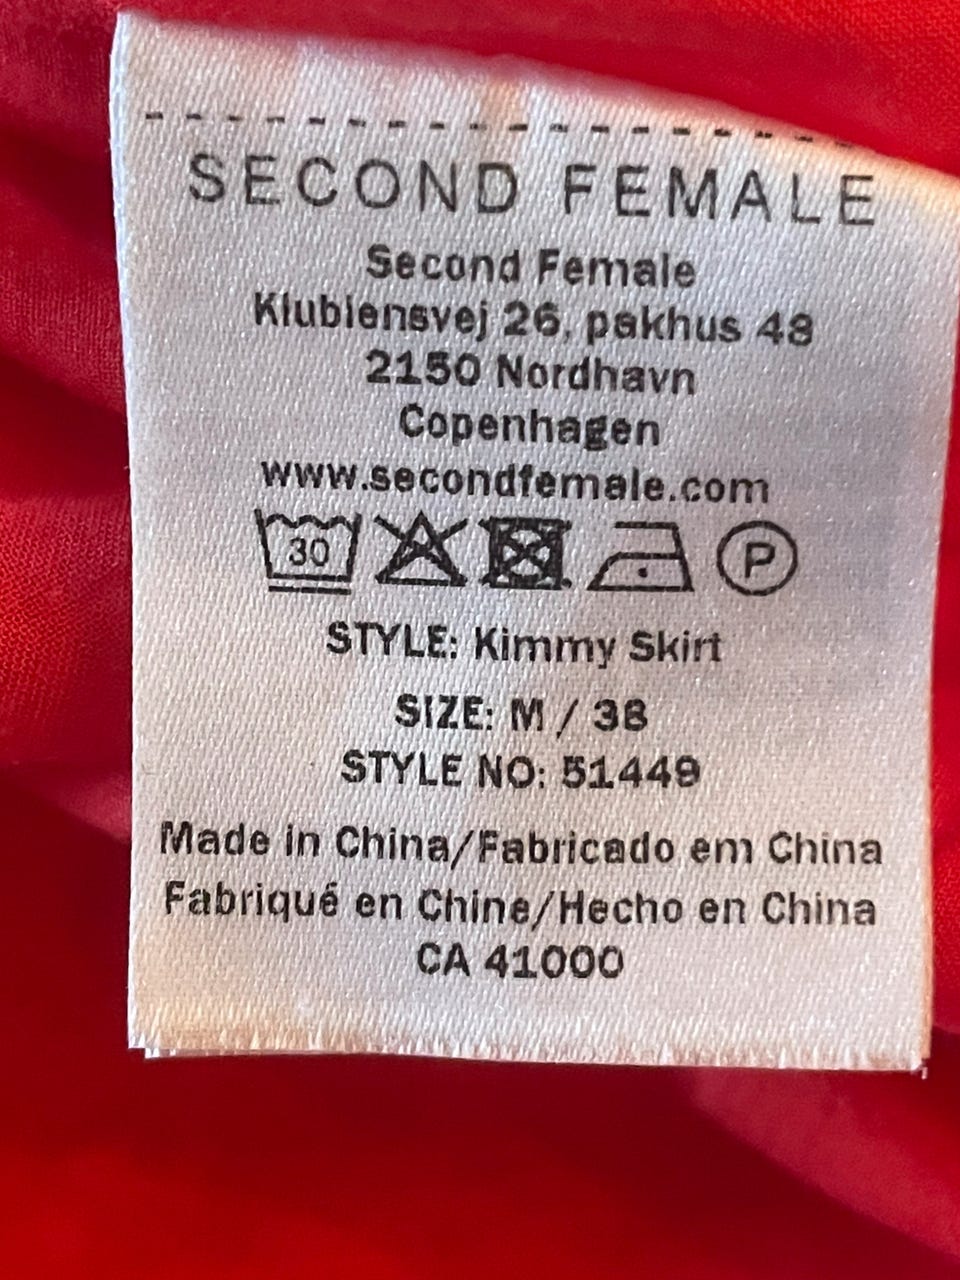 SECOND FEMALE
Second Female
Klubiensvej 26, pakhus 48
2150 Nordhavn
Copenhagen
www.secondfemale.com
30 P
STYLE: Kimmy Skirt
SIZE: M / 38
STYLE NO: 51449
Made in China/Fabricado em China
Fabriqué en Chine/Hecho en China
CA 41000